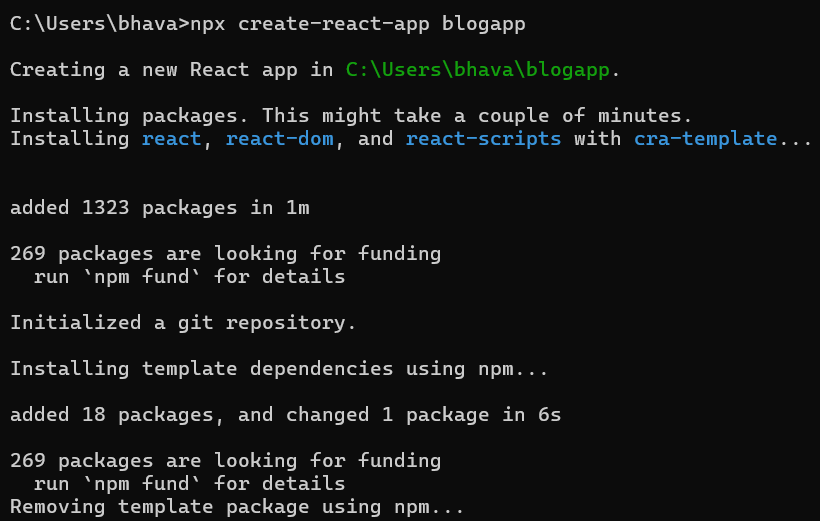 C:\Users\bhava>npx create-react-app blogapp
Creating a new React app in C:\Users\bhava\blogapp.
Installing packages. This might take a couple of minutes.
Installing react, react-dom, and react-scripts with cra-template...
added 1323 packages in 1m
269 packages are looking for funding
  run `npm fund` for details
Initialized a git repository.
Installing template dependencies using npm...
added 18 packages, and changed 1 package in 6s
269 packages are looking for funding
  run `npm fund` for details
Removing template package using npm...